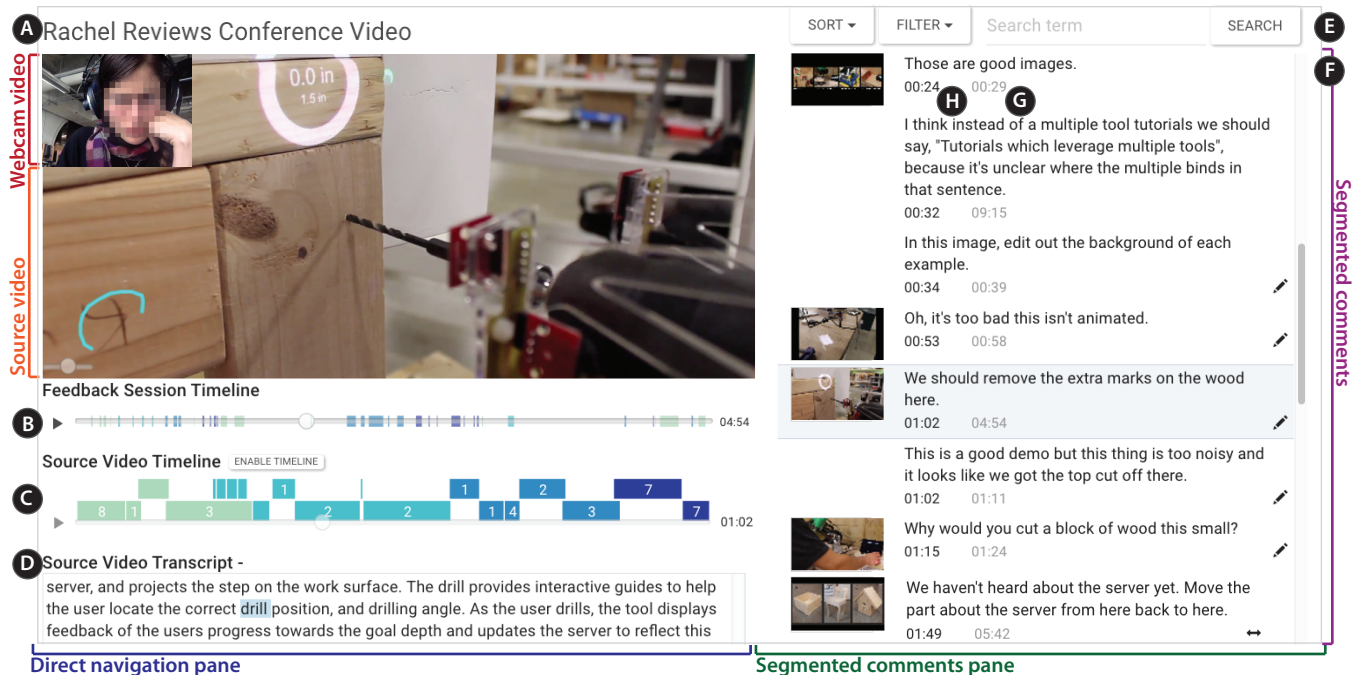 A
Rachel Reviews Conference Video
SORT
FILTER
Search term
SEARCH
E
Webcam video
Source video
0.0 in
1.5 in
Feedback Session Timeline
B
04:54
Source Video Timeline
ENABLE TIMELINE
C
8
1
3
1
2
2
1
1
4
2
3
7
7
01:02
D
Source Video Transcript -
server, and projects the step on the work surface. The drill provides interactive guides to help
the user locate the correct drill position, and drilling angle. As the user drills, the tool displays
feedback of the users progress towards the goal depth and updates the server to reflect this
Direct navigation pane
F
Those are good images.
00:24 00:29
H
G
I think instead of a multiple tool tutorials we should
say, "Tutorials which leverage multiple tools",
because it's unclear where the multiple binds in
that sentence.
00:32 09:15
In this image, edit out the background of each
example.
00:34 00:39
Oh, it's too bad this isn't animated.
00:53 00:58
We should remove the extra marks on the wood
here.
01:02 04:54
This is a good demo but this thing is too noisy and
it looks like we got the top cut off there.
01:02 01:11
Why would you cut a block of wood this small?
01:15 01:24
We haven't heard about the server yet. Move the
part about the server from here back to here.
01:49 05:42
Segmented comments
Segmented comments pane